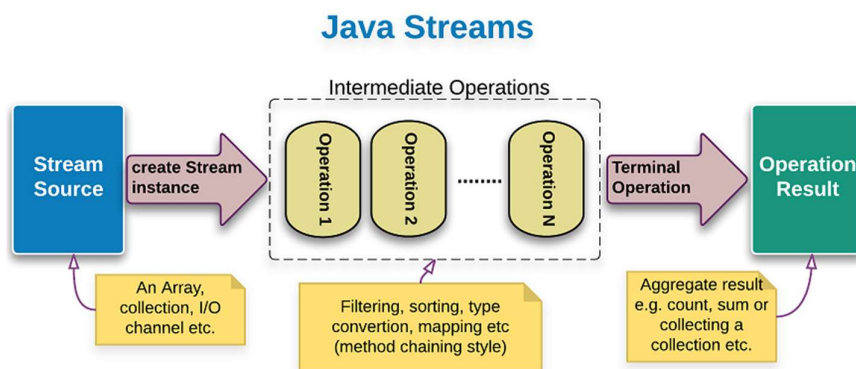 Java Streams
Intermediate Operations
Stream
Source
create Stream
instance
Operation 1
Operation 2
........
Operation N
Terminal
Operation
Operation
Result
An Array,
collection, I/O
channel etc.
Filtering, sorting, type
convertion, mapping etc
(method chaining style)
Aggregate result
e.g. count, sum or
collecting a
collection etc.